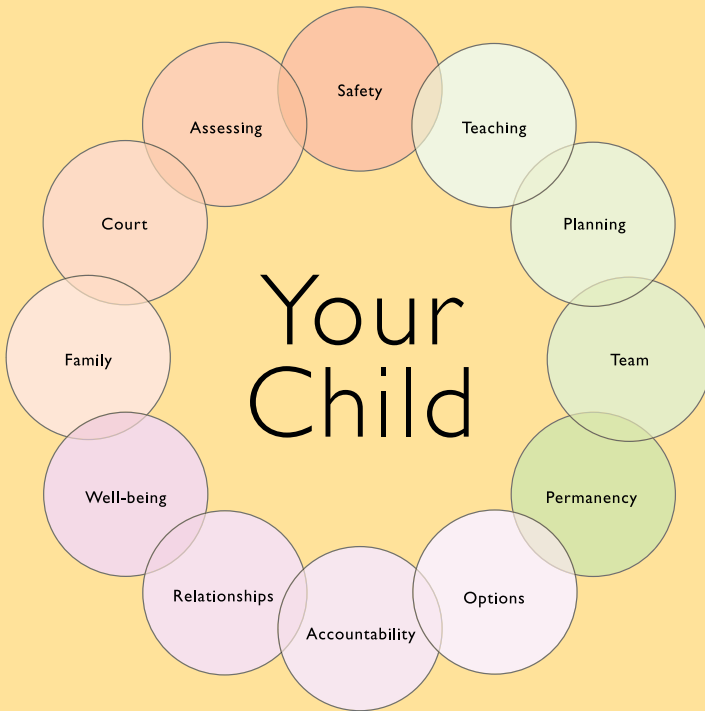 Safety
Teaching
Planning
Team
Permanency
Options
Accountability
Relationships
Well-being
Family
Court
Assessing
Your
Child